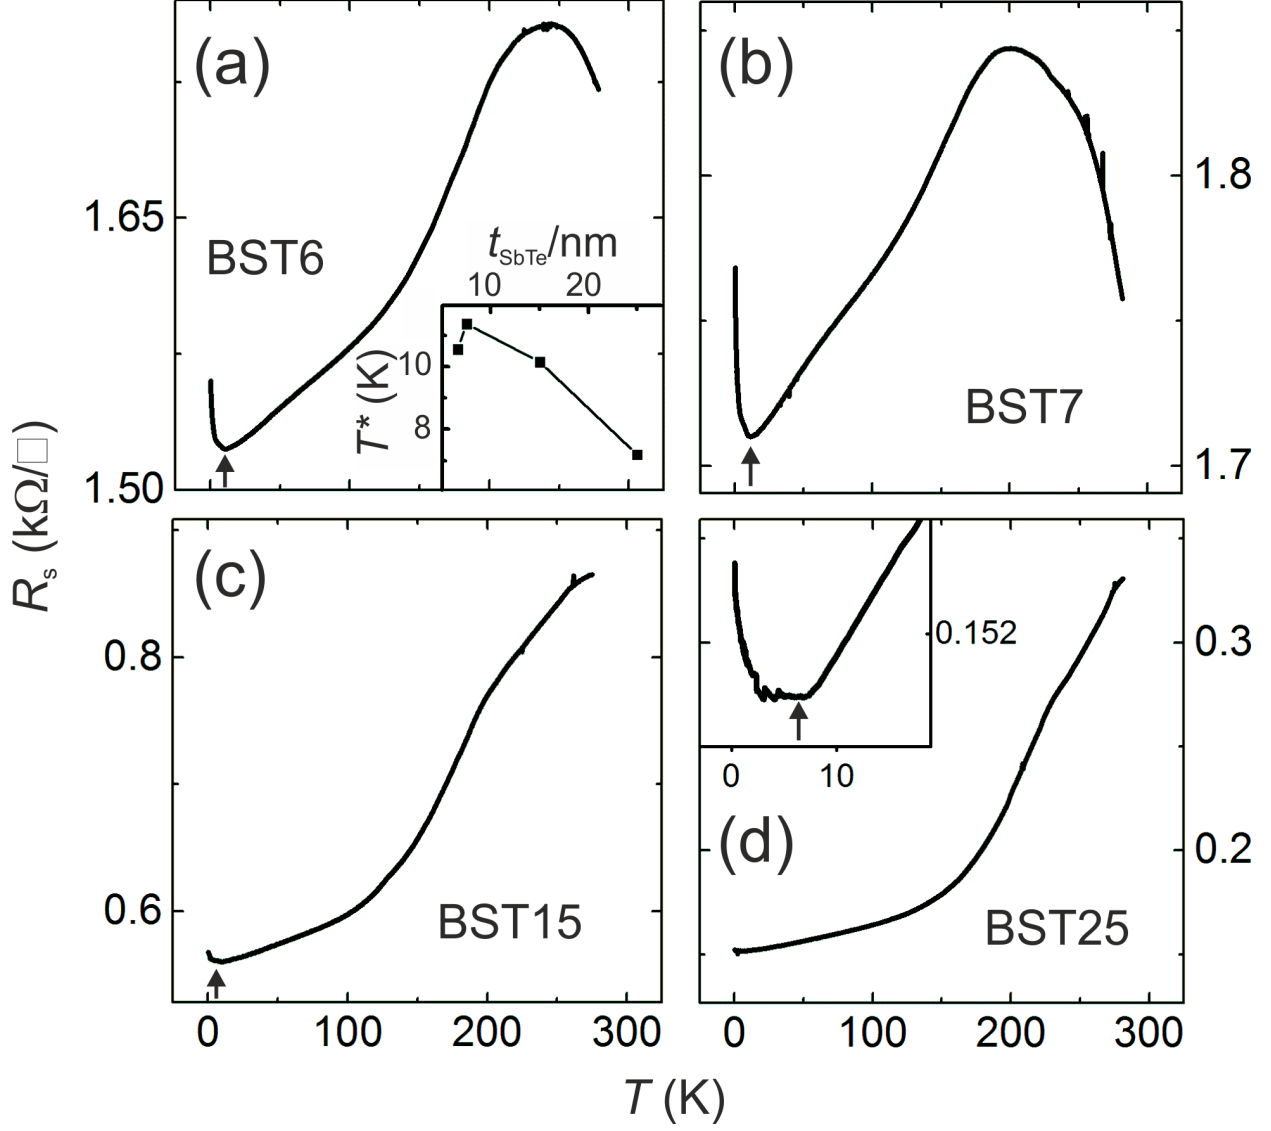 (a)
1.65
BST6
1.50
t_SbTe/nm
10 20
T* (K)
10
8
(b)
1.8
BST7
1.7
R_s (kΩ/□)
(c)
0.8
BST15
0.6
0 100 200 300
0.152
0 10
0.3
(d)
0.2
BST25
0 100 200 300
T (K)